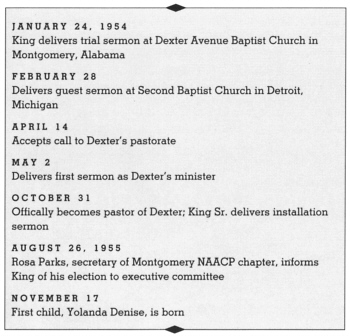 JANUARY 24, 1954
King delivers trial sermon at Dexter Avenue Baptist Church in
Montgomery, Alabama
FEBRUARY 28
Delivers guest sermon at Second Baptist Church in Detroit,
Michigan
APRIL 14
Accepts call to Dexter's pastorate
MAY 2
Delivers first sermon as Dexter's minister
OCTOBER 31
Offically becomes pastor of Dexter; King Sr. delivers installation
sermon
AUGUST 26, 1955
Rosa Parks, secretary of Montgomery NAACP chapter, informs
King of his election to executive committee
NOVEMBER 17
First child, Yolanda Denise, is born